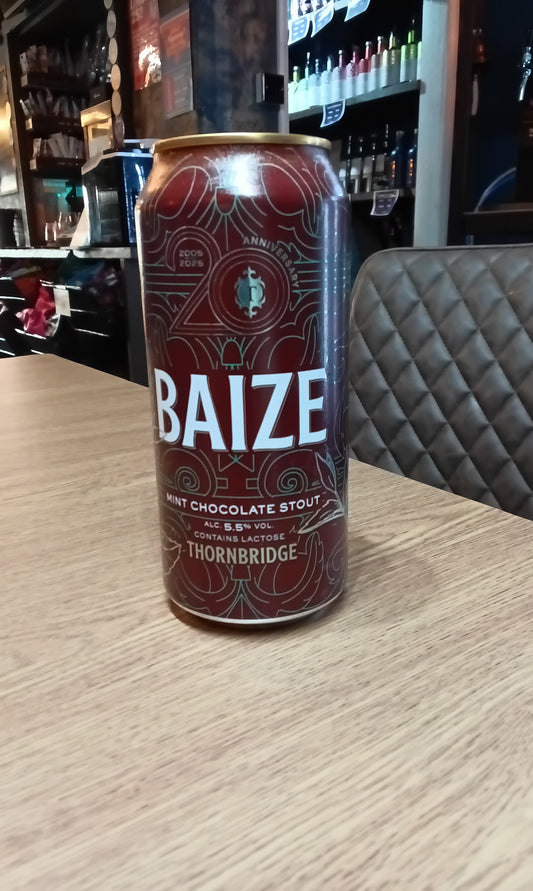 2005
2025
20
ANNIVERSARY
BAIZE
MINT CHOCOLATE STOUT
ALC. 5.5% VOL.
CONTAINS LACTOSE
THORNBRIDGE